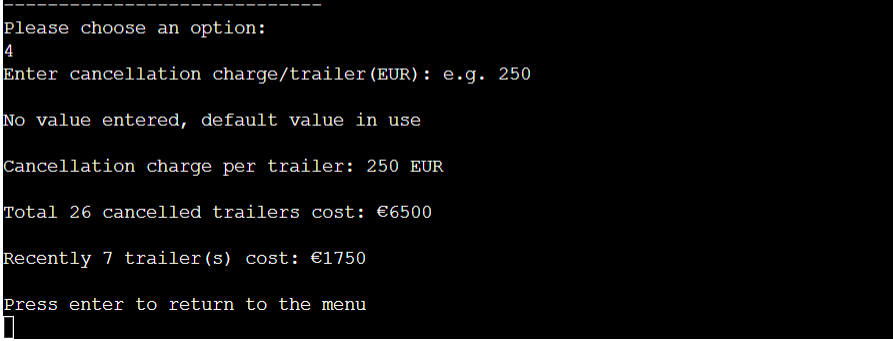 ------------------------------
Please choose an option:
4
Enter cancellation charge/trailer(EUR): e.g. 250
No value entered, default value in use
Cancellation charge per trailer: 250 EUR
Total 26 cancelled trailers cost: €6500
Recently 7 trailer(s) cost: €1750
Press enter to return to the menu